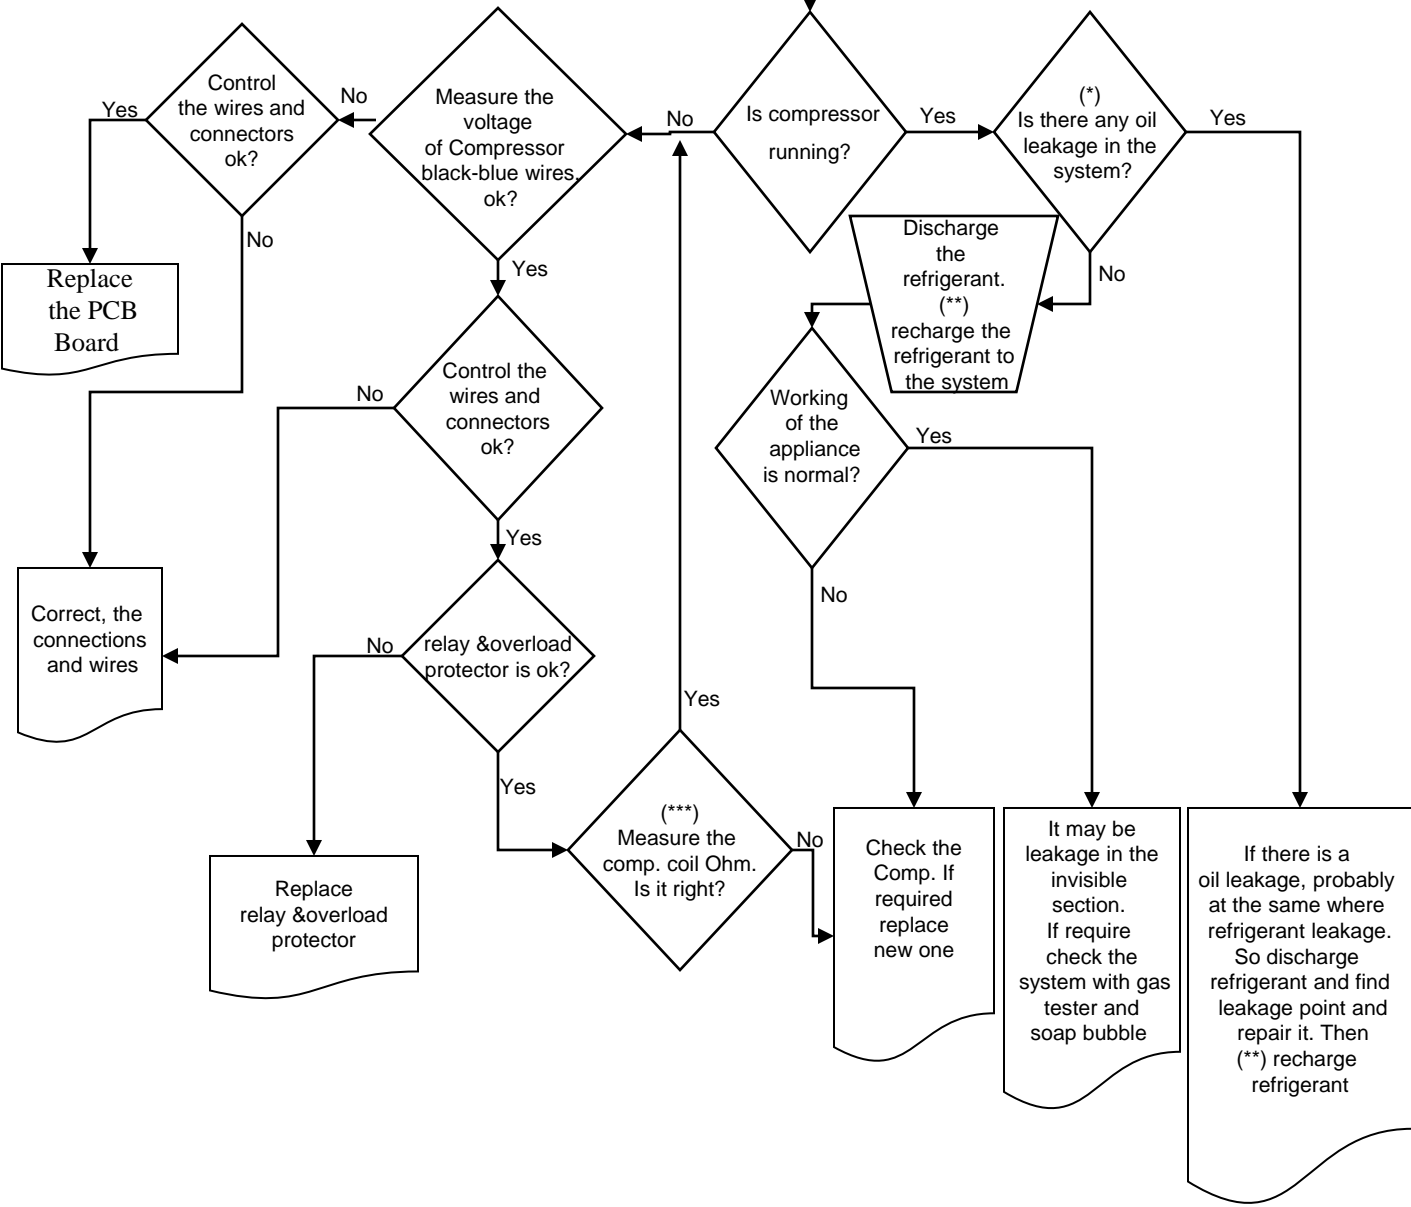 Control
the wires and
connectors
ok?
No
Yes
Measure the
voltage
of Compressor
black-blue wires,
ok?
No
Is compressor
running?
Yes
(*)
Is there any oil
leakage in the
system?
Yes
No
Replace
the PCB
Board
Yes
Discharge
the
refrigerant.
(**)
recharge the
refrigerant to
the system
No
Control the
wires and
connectors
ok?
No
Working
of the
appliance
is normal?
Yes
Yes
Correct, the
connections
and wires
No
relay &overload
protector is ok?
No
Yes
Yes
(***)
Measure the
comp. coil Ohm.
Is it right?
No
Replace
relay &overload
protector
Check the
Comp. If
required
replace
new one
It may be
leakage in the
invisible
section.
If require
check the
system with gas
tester and
soap bubble
If there is a
oil leakage, probably
at the same where
refrigerant leakage.
So discharge
refrigerant and find
leakage point and
repair it. Then
(**) recharge
refrigerant